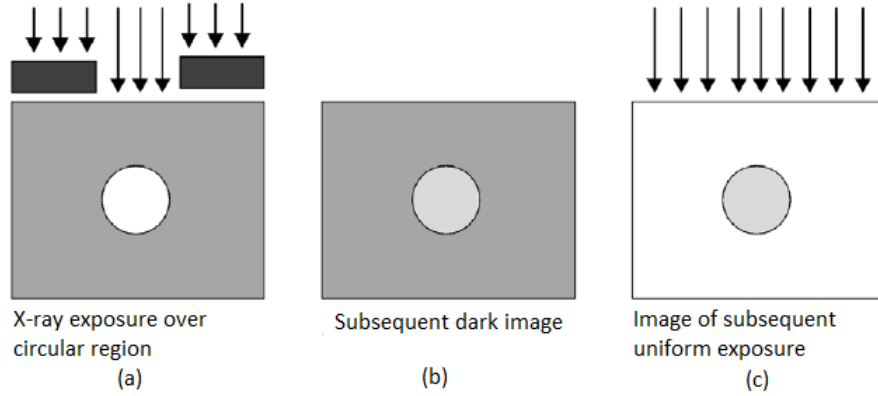 X-ray exposure over
circular region
(a)
Subsequent dark image
(b)
Image of subsequent
uniform exposure
(c)